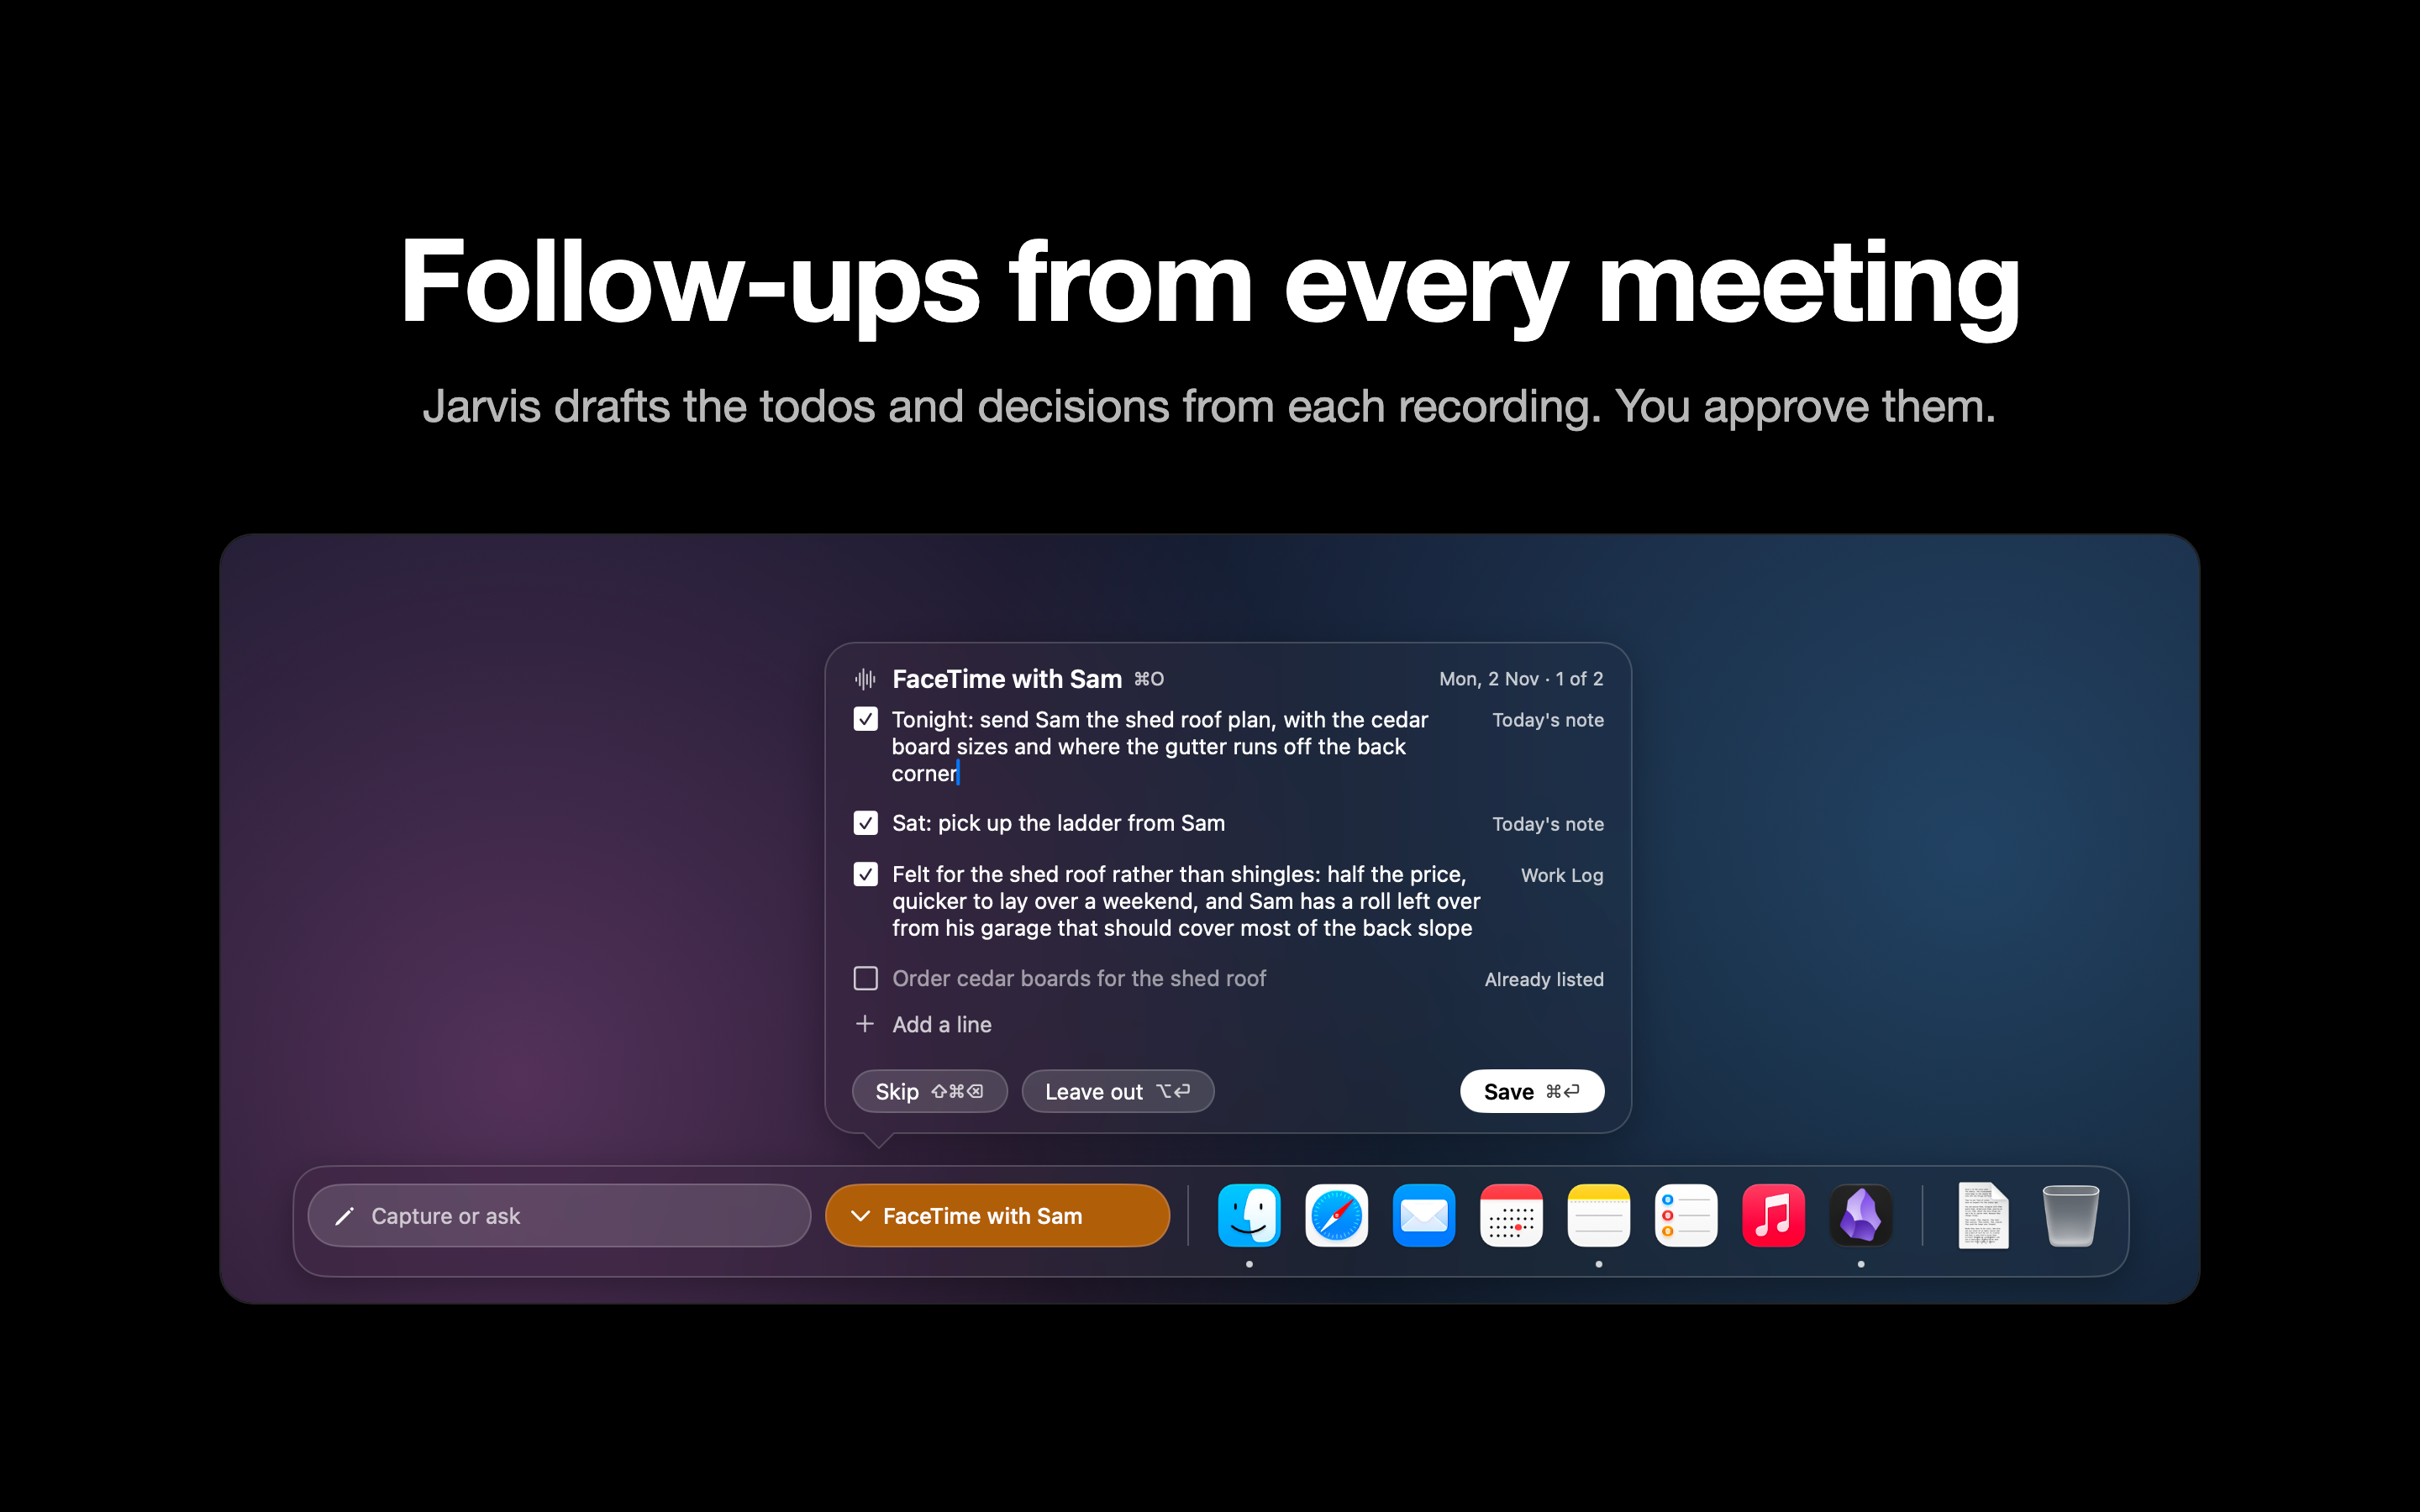 Follow-ups from every meeting
Jarvis drafts the todos and decisions from each recording. You approve them.
FaceTime with Sam ⌘O
Mon, 2 Nov · 1 of 2
Tonight: send Sam the shed roof plan, with the cedar
board sizes and where the gutter runs off the back
corner
Today's note
Sat: pick up the ladder from Sam
Today's note
Felt for the shed roof rather than shingles: half the price,
quicker to lay over a weekend, and Sam has a roll left over
from his garage that should cover most of the back slope
Work Log
Order cedar boards for the shed roof
Already listed
+ Add a line
Skip ⇧⌘⌫
Leave out ⌥↩
Save ⌘↩
Capture or ask
FaceTime with Sam